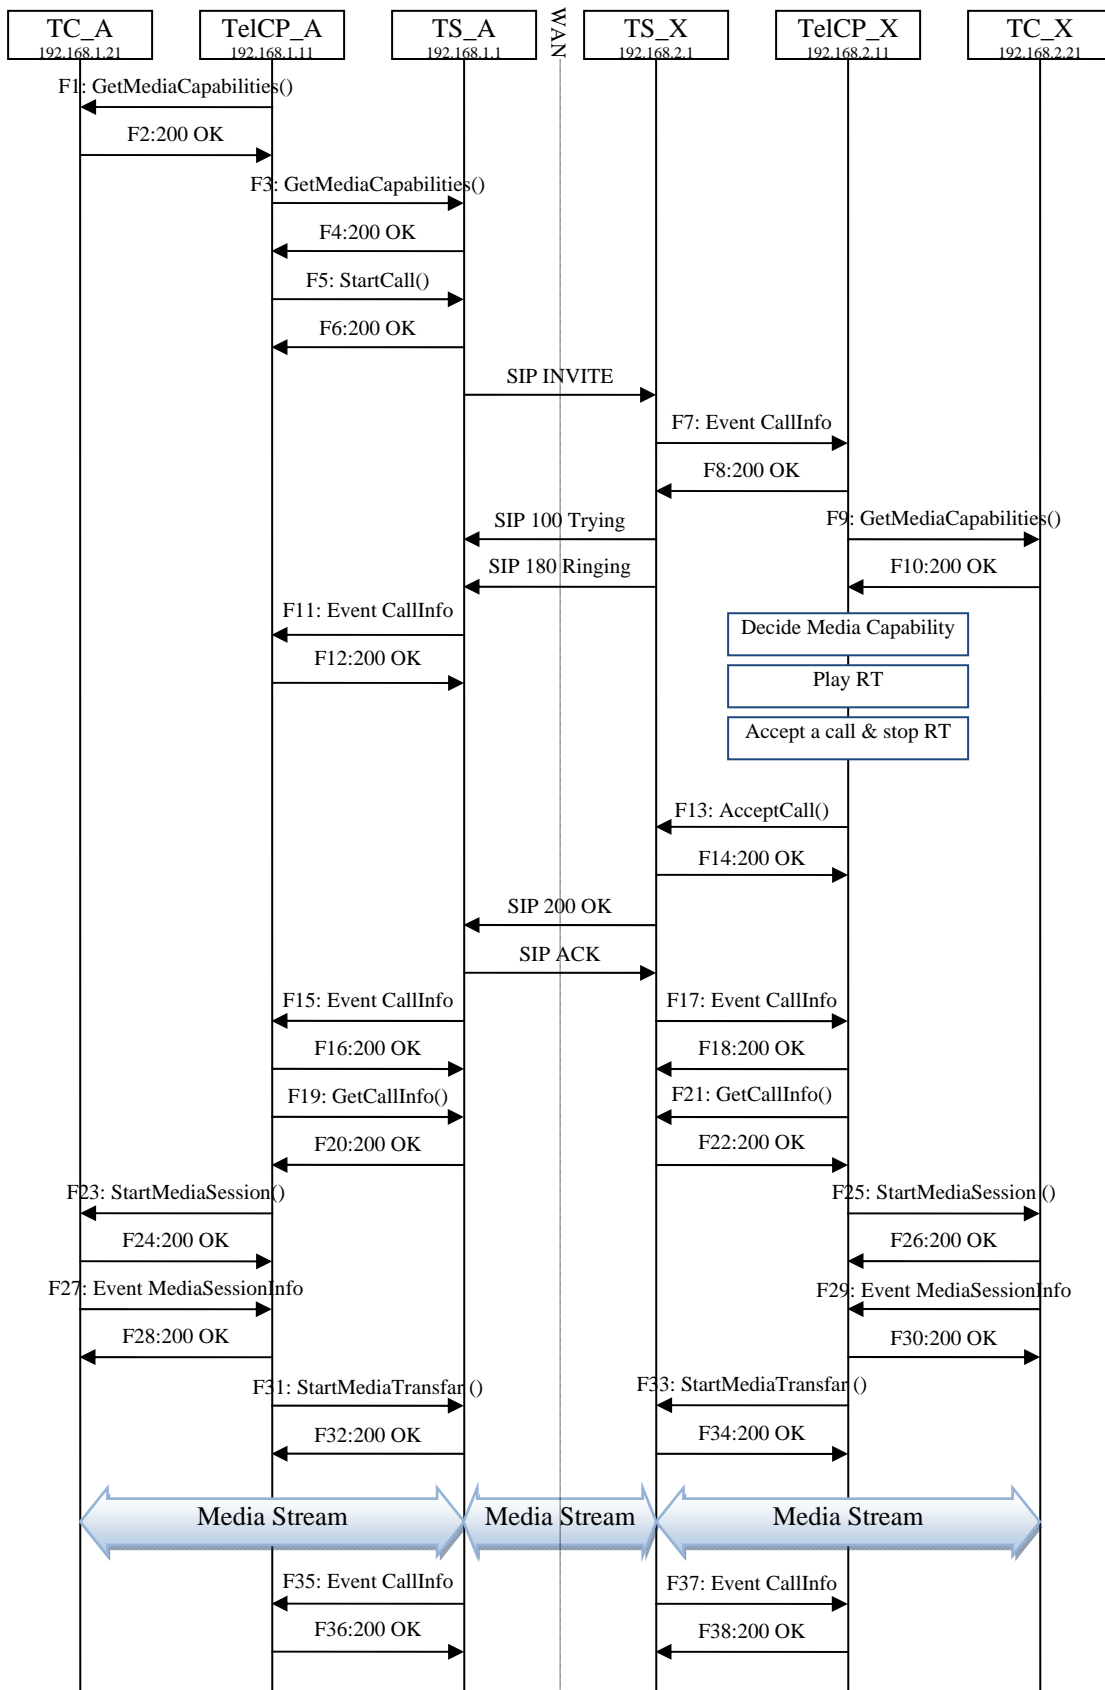 TC_A
192.168.1.21
TelCP_A
192.168.1.11
TS_A
192.168.1.1
WAN
TS_X
192.168.2.1
TelCP_X
192.168.2.11
TC_X
192.168.2.21
F1: GetMediaCapabilities()
F2:200 OK
F3: GetMediaCapabilities()
F4:200 OK
F5: StartCall()
F6:200 OK
SIP INVITE
F7: Event CallInfo
F8:200 OK
SIP 100 Trying
F9: GetMediaCapabilities()
SIP 180 Ringing
F10:200 OK
F11: Event CallInfo
Decide Media Capability
F12:200 OK
Play RT
Accept a call & stop RT
F13: AcceptCall()
F14:200 OK
SIP 200 OK
SIP ACK
F15: Event CallInfo
F17: Event CallInfo
F16:200 OK
F18:200 OK
F19: GetCallInfo()
F21: GetCallInfo()
F20:200 OK
F22:200 OK
F23: StartMediaSession()
F25: StartMediaSession ()
F24:200 OK
F26:200 OK
F27: Event MediaSessionInfo
F29: Event MediaSessionInfo
F28:200 OK
F30:200 OK
F31: StartMediaTransfar ()
F33: StartMediaTransfar ()
F32:200 OK
F34:200 OK
Media Stream
Media Stream
Media Stream
F35: Event CallInfo
F37: Event CallInfo
F36:200 OK
F38:200 OK